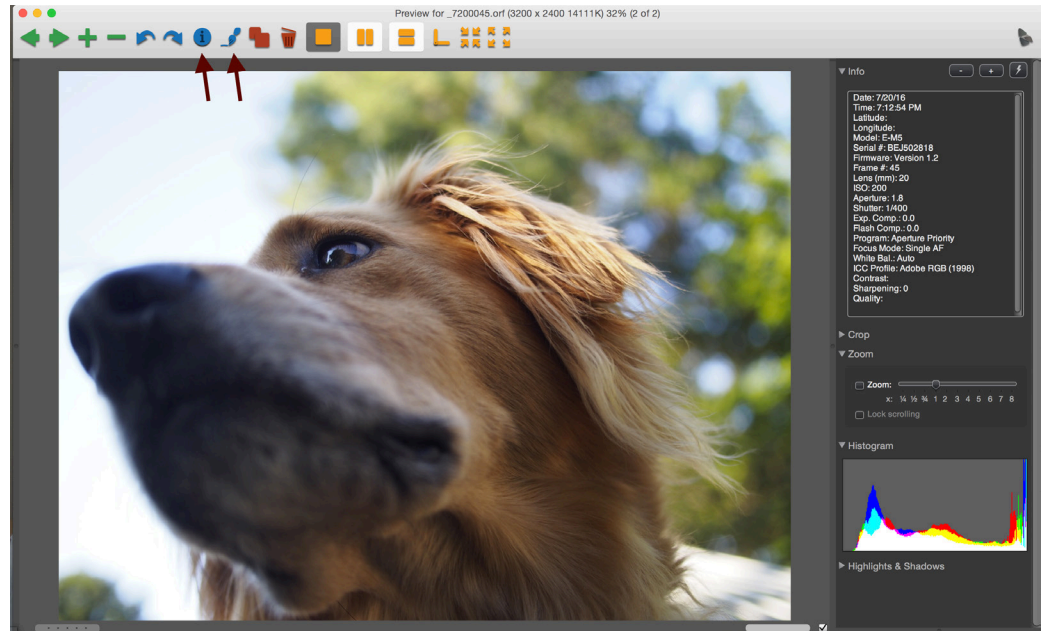 Preview for _7200045.orf (3200 x 2400 14111K) 32% (2 of 2)
Info
- +
Date: 7/20/16
Time: 7:12:54 PM
Latitude:
Longitude:
Model: E-M5
Serial #: BEJ502818
Firmware: Version 1.2
Frame #: 45
Lens (mm): 20
ISO: 200
Aperture: 1.8
Shutter: 1/400
Exp. Comp.: 0.0
Flash Comp.: 0.0
Program: Aperture Priority
Focus Mode: Single AF
White Bal.: Auto
ICC Profile: Adobe RGB (1998)
Contrast:
Sharpening: 0
Quality:
Crop
Zoom
Zoom:
x: ¼ ½ ¾ 1 2 3 4 5 6 7 8
Lock scrolling
Histogram
Highlights & Shadows